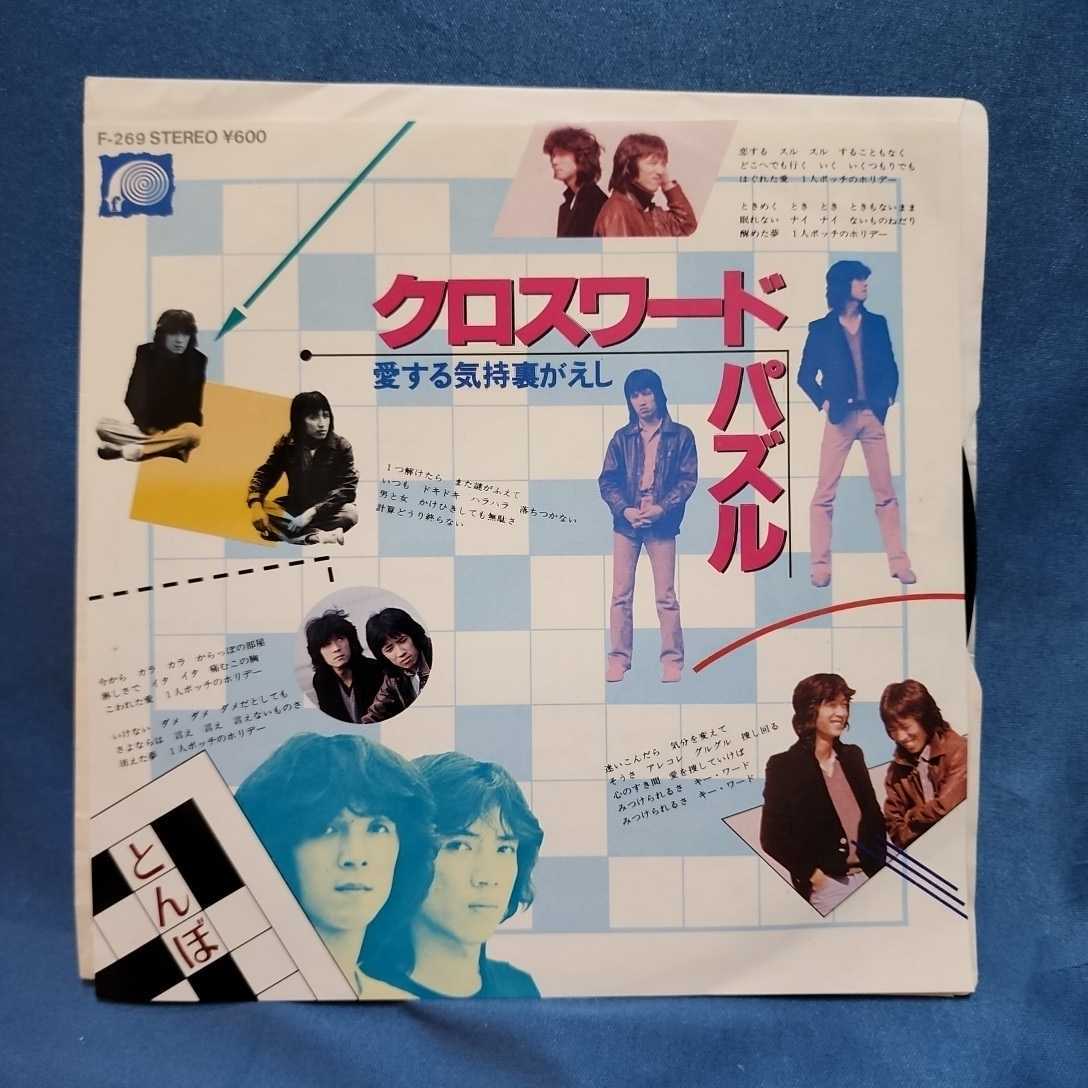 F-269 STEREO ¥600
f
恋する スル スル することもなく
どこへでも行く いく いくつもりでも
はぐれた愛 1人ボッチのホリデー
ときめく とき とき ときもないまま
眠れない ナイ ナイ ないものねだり
醒めた夢 1人ボッチのホリデー
クロスワード
パズル
愛する気持裏がえし
1つ解けたら また謎がふえて
いつも ドキドキ ハラハラ 落ちつかない
男と女 かけひきしても無駄さ
計算どうり終らない
今から カラ カラ からっぽの部屋
淋しさで イタ イタ 痛むこの胸
こわれた愛 1人ボッチのホリデー
いけない ダメ ダメ ダメだとしても
さよならは 言え 言え 言えないものさ
消えた夢 1人ボッチのホリデー
迷いこんだら 気分を変えて
そうさ アレコレ グルグル 捜し回る
心のすき間 愛を捜していけば
みつけられるさ キー・ワード
みつけられるさ キー・ワード
とんぼ